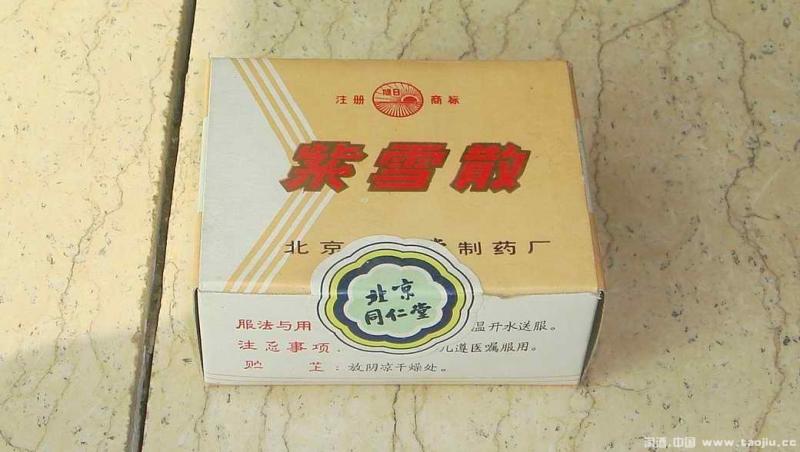 注册 旭日 商标
紫雪散
北京 制药厂
北京
同仁堂
服法与用 温开水送服。
注意事项 儿遵医嘱服用。
贮 :放阴凉干燥处。
淘酒.中国 www.taojiu.cc